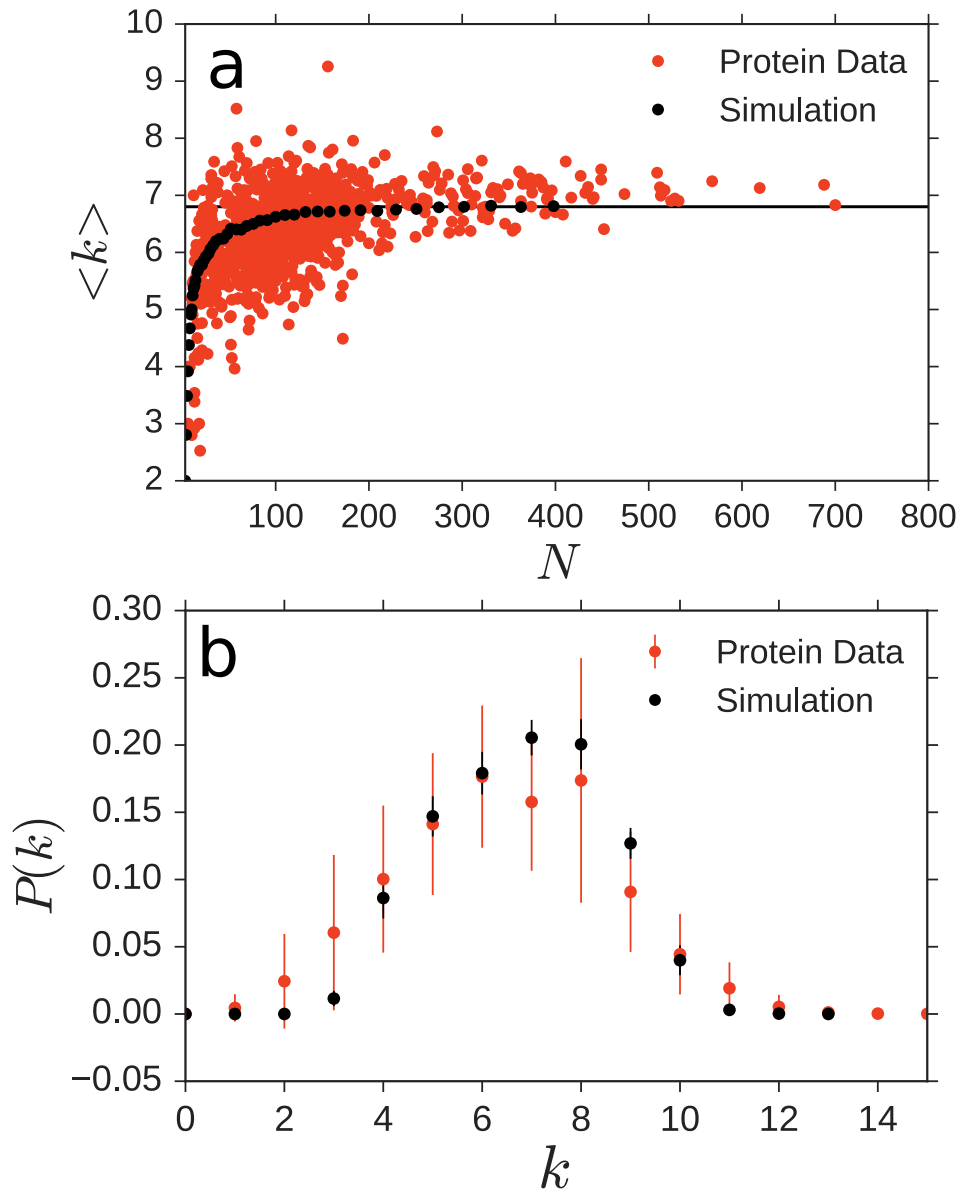 a
Protein Data
Simulation
10
9
8
7
6
5
4
3
2
<k>
100 200 300 400 500 600 700 800
N
b
Protein Data
Simulation
0.30
0.25
0.20
0.15
0.10
0.05
0.00
−0.05
P(k)
0 2 4 6 8 10 12 14
k